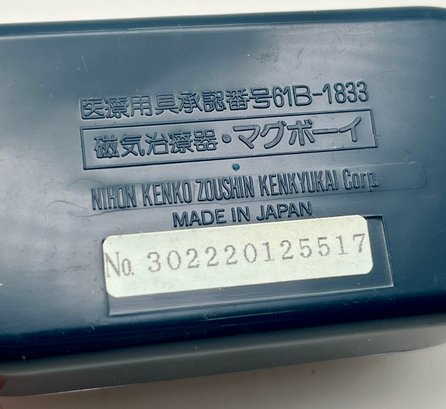 医療用具承認番号61B-1833
磁気治療器・マグボーイ
NIHON KENKO ZOUSHIN KENKYUKAI Corp
MADE IN JAPAN
No. 302220125517